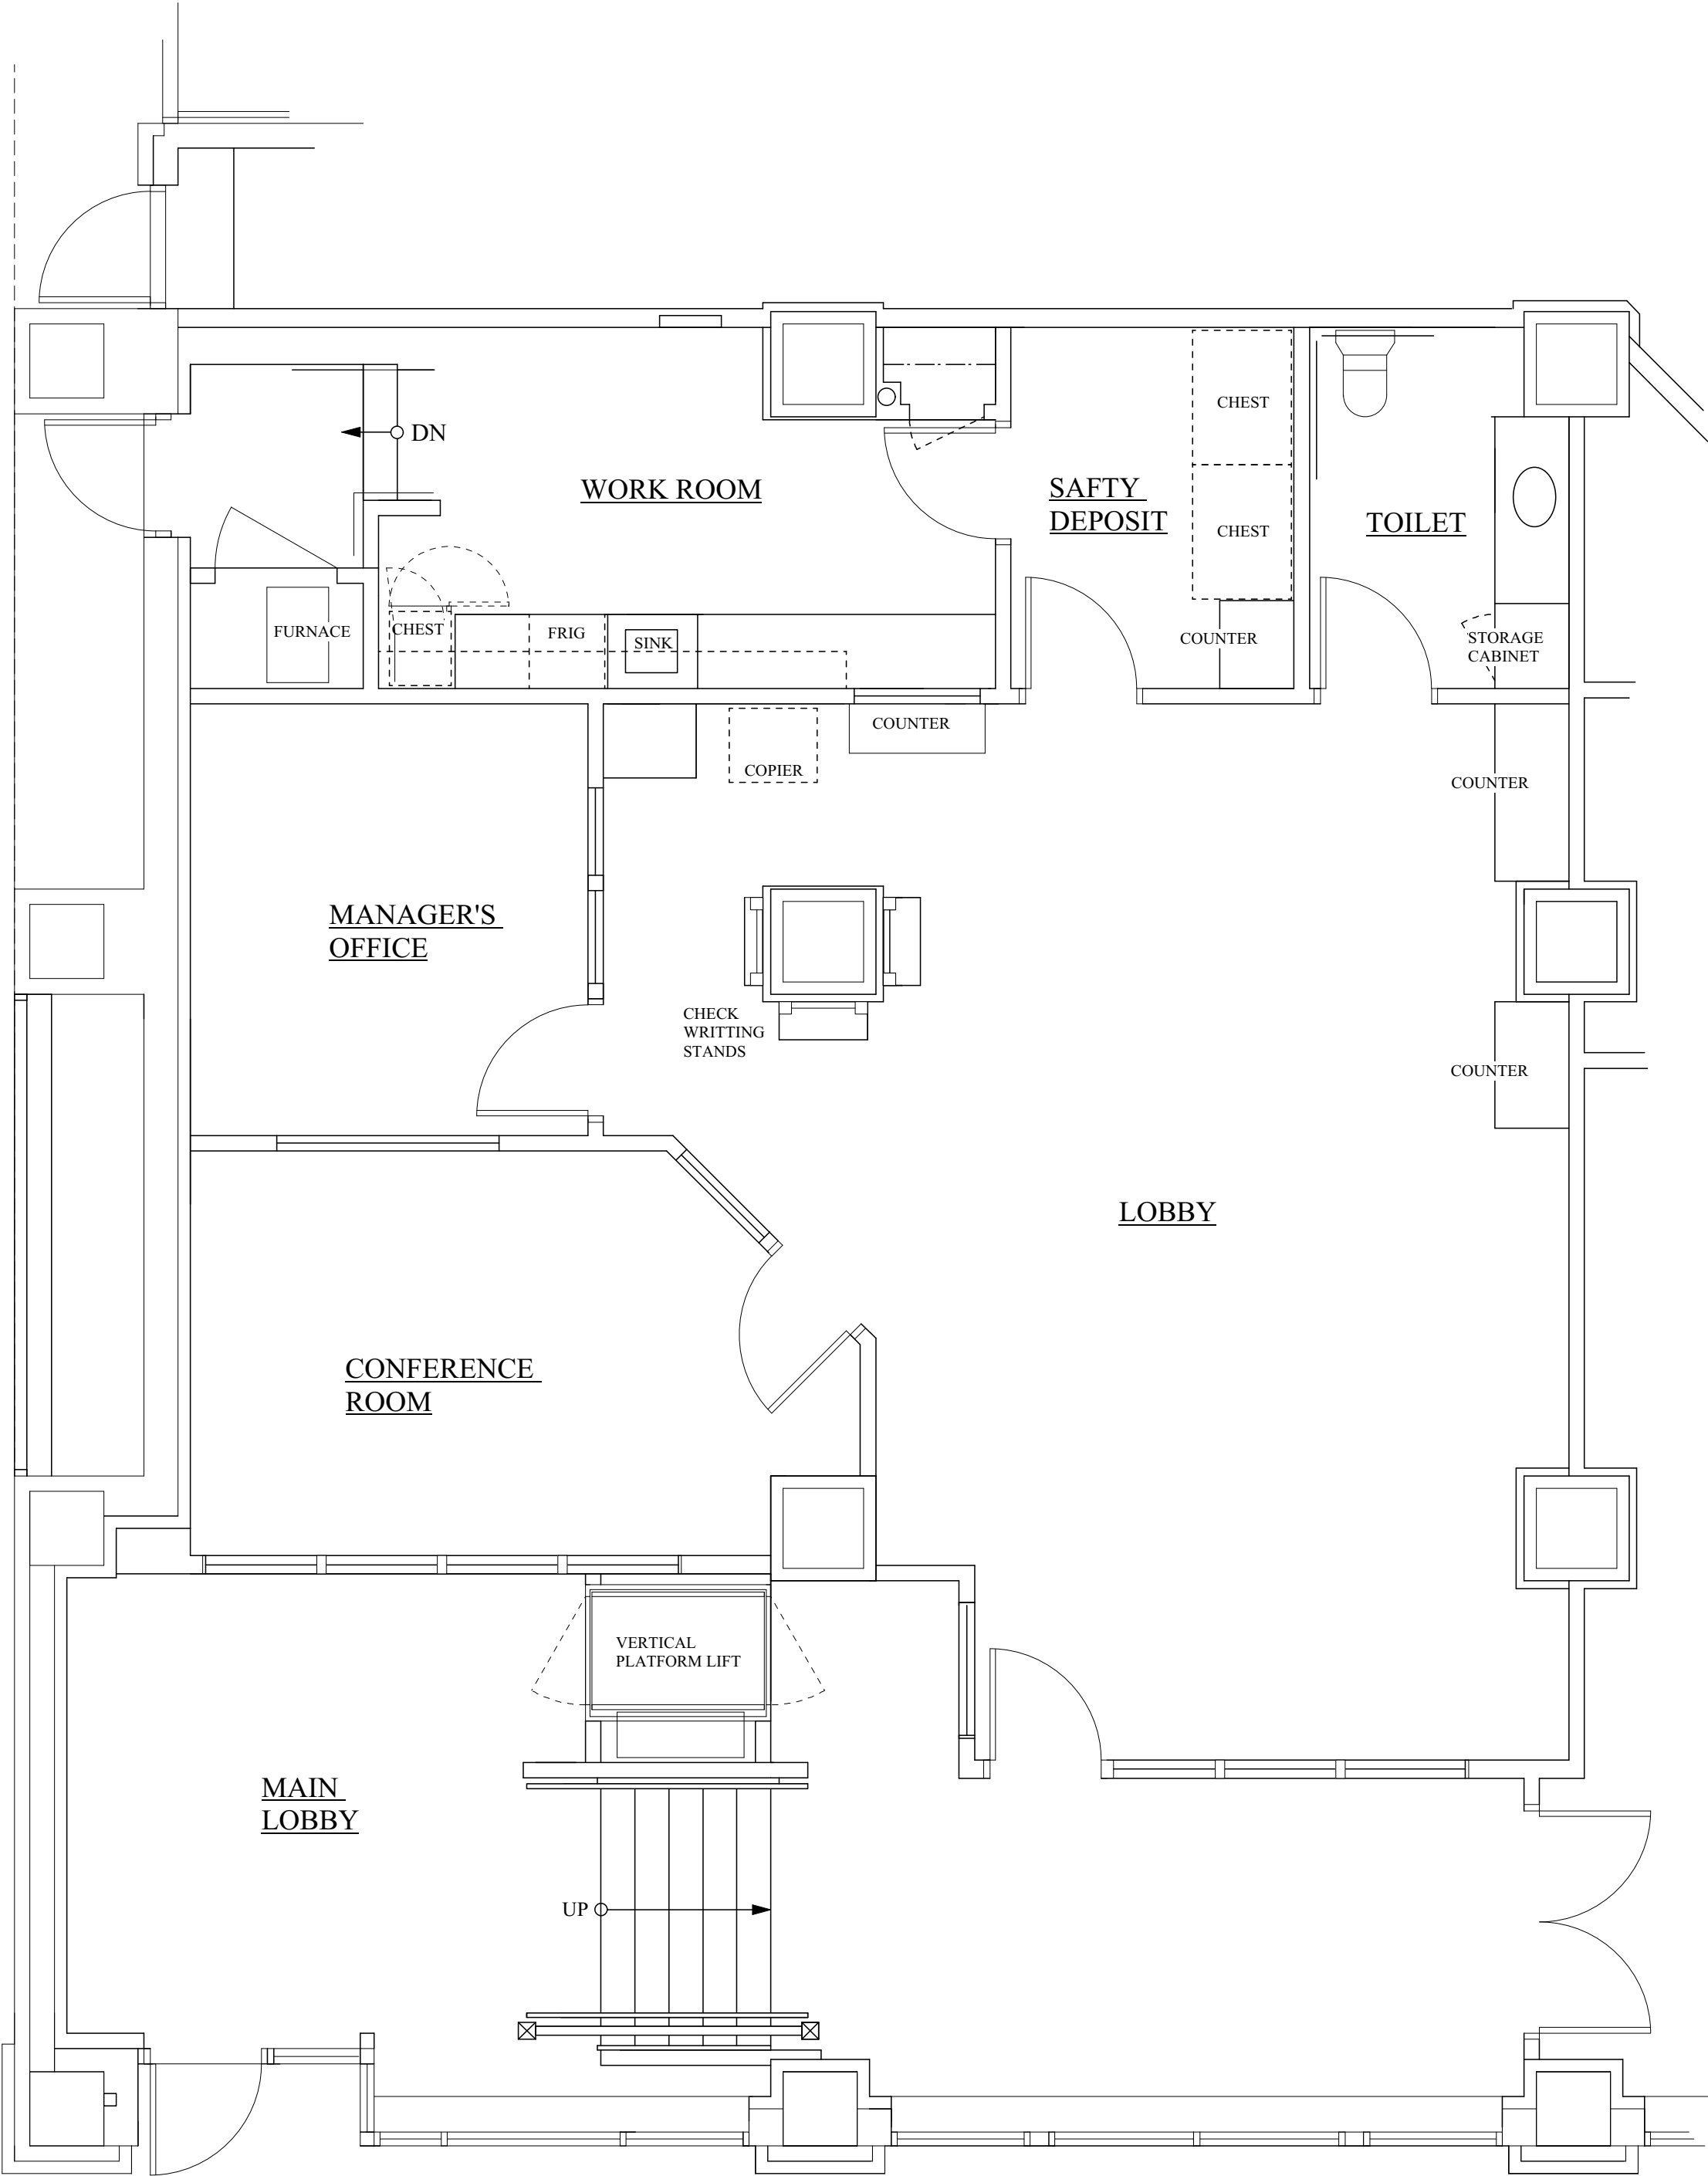 CHEST
DN
WORK ROOM
SAFTY
DEPOSIT
TOILET
CHEST
FURNACE
CHEST
FRIG
SINK
COUNTER
STORAGE
CABINET
COUNTER
COPIER
COUNTER
MANAGER'S
OFFICE
CHECK
WRITTING
STANDS
COUNTER
LOBBY
CONFERENCE
ROOM
VERTICAL
PLATFORM LIFT
MAIN
LOBBY
UP